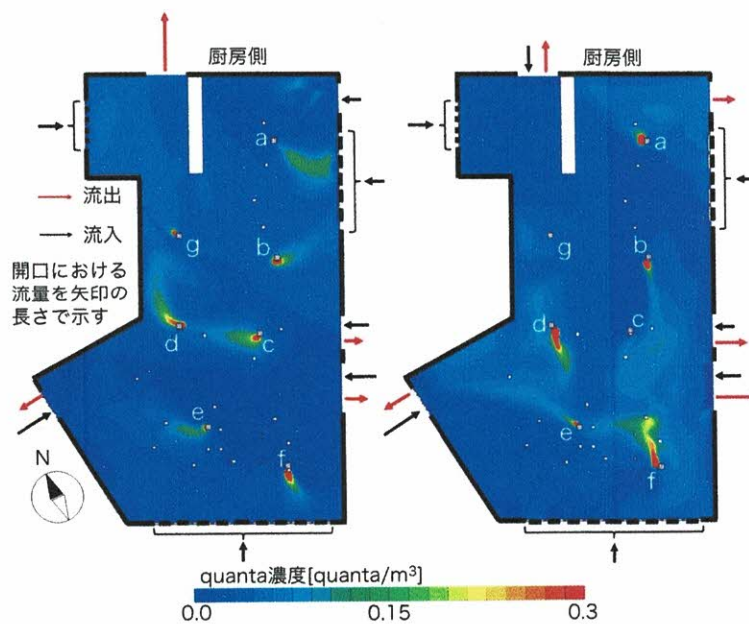 厨房側
厨房側
流出
流入
開口における
流量を矢印の
長さで示す
N
a
b
c
d
e
f
g
a
b
c
d
e
f
g
quanta濃度[quanta/m³]
0.0
0.15
0.3